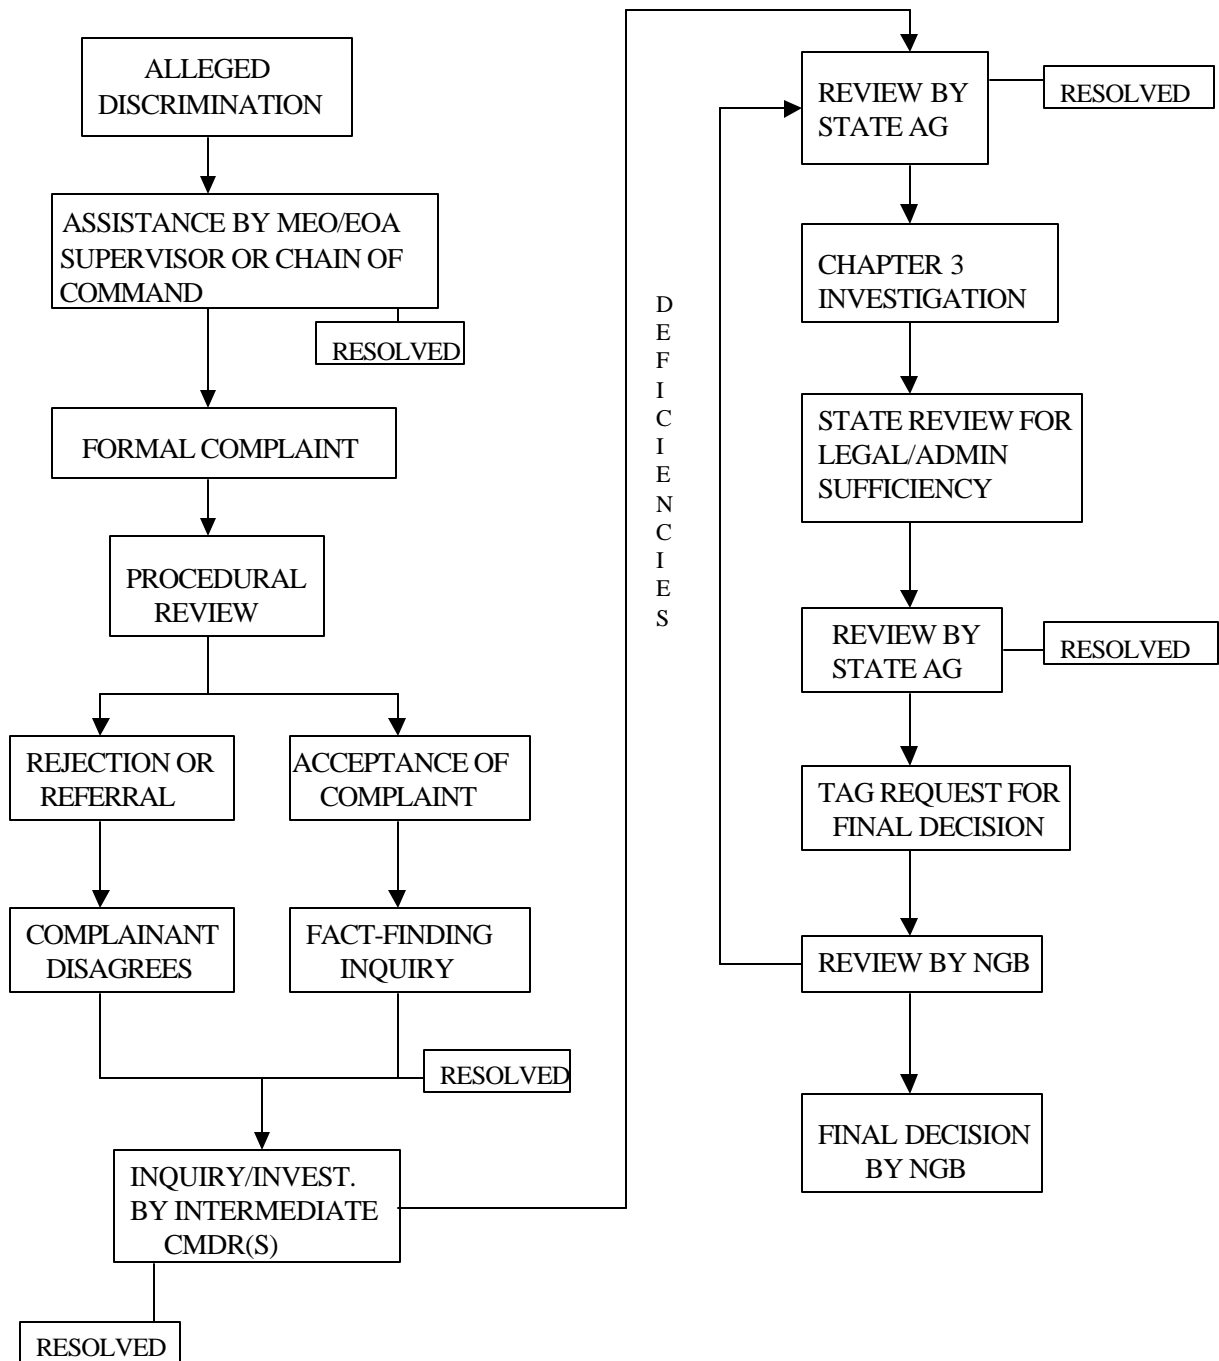 ALLEGED
DISCRIMINATION
ASSISTANCE BY MEO/EOA
SUPERVISOR OR CHAIN OF
COMMAND
RESOLVED
FORMAL COMPLAINT
PROCEDURAL
REVIEW
REJECTION OR
REFERRAL
ACCEPTANCE OF
COMPLAINT
COMPLAINANT
DISAGREES
FACT-FINDING
INQUIRY
RESOLVED
INQUIRY/INVEST.
BY INTERMEDIATE
CMDR(S)
RESOLVED
D
E
F
I
C
I
E
N
C
I
E
S
REVIEW BY
STATE AG
RESOLVED
CHAPTER 3
INVESTIGATION
STATE REVIEW FOR
LEGAL/ADMIN
SUFFICIENCY
REVIEW BY
STATE AG
RESOLVED
TAG REQUEST FOR
FINAL DECISION
REVIEW BY NGB
FINAL DECISION
BY NGB